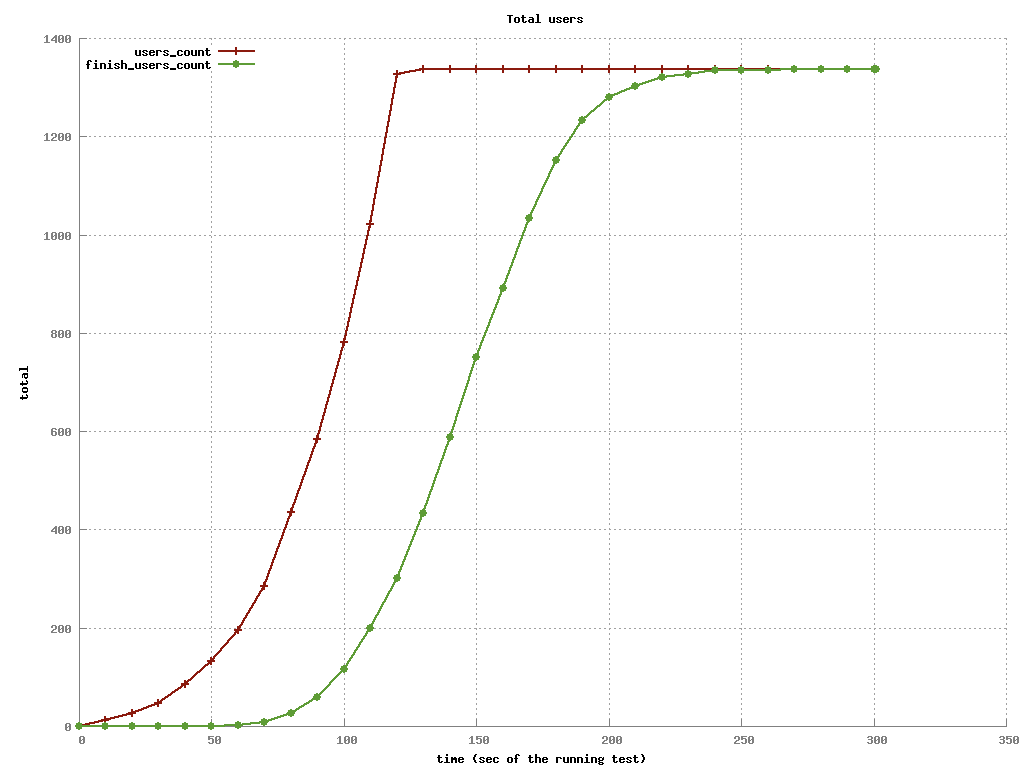 Total users
users_count
finish_users_count
1400
1200
1000
800
600
400
200
0
total
0 50 100 150 200 250 300 350
time (sec of the running test)